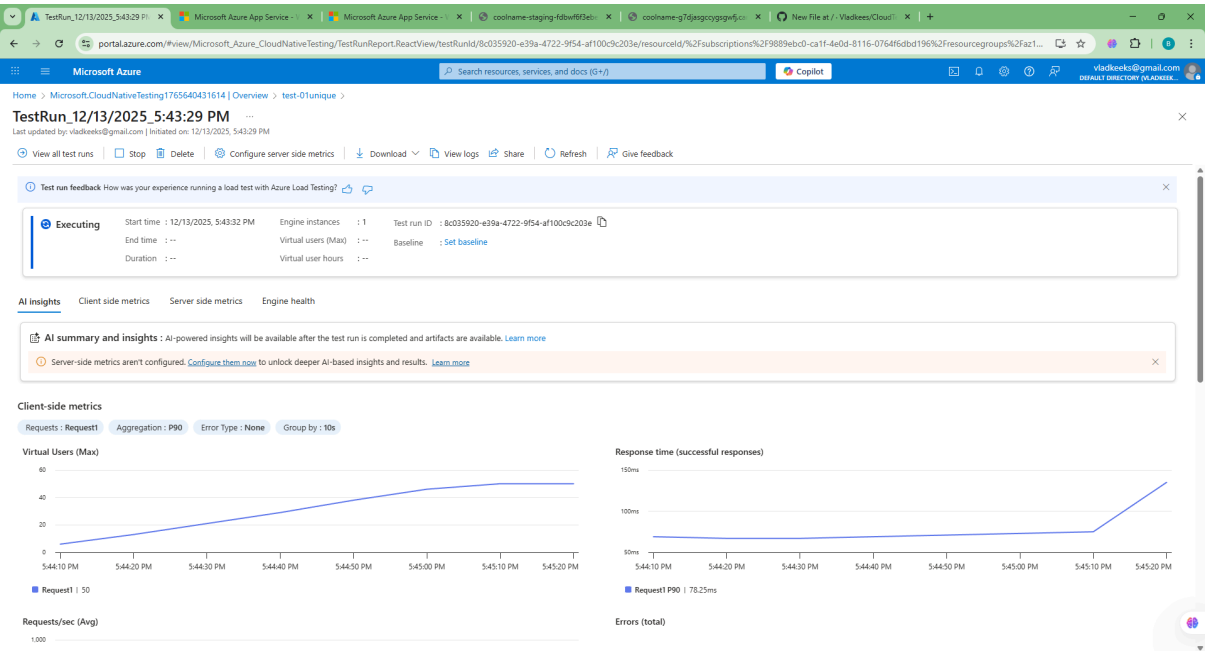 TestRun_12/13/2025_5:43:29 PM
Microsoft Azure App Service -
Microsoft Azure App Service -
coolname-staging-fdbwf6f3ebc
coolname-g7djasgccygsgwfj.ca
New File at / · Vladkees/CloudT
portal.azure.com/#view/Microsoft_Azure_CloudNativeTesting/TestRunReport.ReactView/testRunId/8c035920-e39a-4722-9f54-af100c9c203e/resourceId/%2Fsubscriptions%2F9889ebc0-ca1f-4e0d-8116-0764f6dbd196%2Fresourcegroups%2Faz1...
B
Microsoft Azure
Search resources, services, and docs (G+/)
Copilot
vladkeeks@gmail.com
DEFAULT DIRECTORY (VLADKEEK...
Home > Microsoft.CloudNativeTesting1765640431614 | Overview > test-01unique >
TestRun_12/13/2025_5:43:29 PM ...
Last updated by: vladkeeks@gmail.com | Initiated on: 12/13/2025, 5:43:29 PM
View all test runs Stop Delete Configure server side metrics Download View logs Share Refresh Give feedback
Test run feedback How was your experience running a load test with Azure Load Testing?
Executing
Start time : 12/13/2025, 5:43:32 PM
Engine instances : 1
Test run ID : 8c035920-e39a-4722-9f54-af100c9c203e
End time : --
Virtual users (Max) : --
Baseline : Set baseline
Duration : --
Virtual user hours : --
AI insights Client side metrics Server side metrics Engine health
AI summary and insights : AI-powered insights will be available after the test run is completed and artifacts are available. Learn more
Server-side metrics aren't configured. Configure them now to unlock deeper AI-based insights and results. Learn more
Client-side metrics
Requests : Request1 Aggregation : P90 Error Type : None Group by : 10s
Virtual Users (Max)
60
40
20
0
5:44:10 PM 5:44:20 PM 5:44:30 PM 5:44:40 PM 5:44:50 PM 5:45:00 PM 5:45:10 PM 5:45:20 PM
Request1 | 50
Response time (successful responses)
150ms
100ms
50ms
5:44:10 PM 5:44:20 PM 5:44:30 PM 5:44:40 PM 5:44:50 PM 5:45:00 PM 5:45:10 PM 5:45:20 PM
Request1 P90 | 78.25ms
Requests/sec (Avg)
1,000
Errors (total)